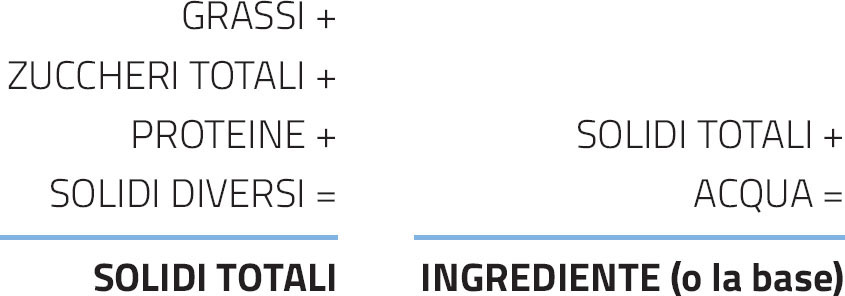 GRASSI +
ZUCCHERI TOTALI +
PROTEINE +
SOLIDI DIVERSI =
SOLIDI TOTALI
SOLIDI TOTALI +
ACQUA =
INGREDIENTE (o la base)